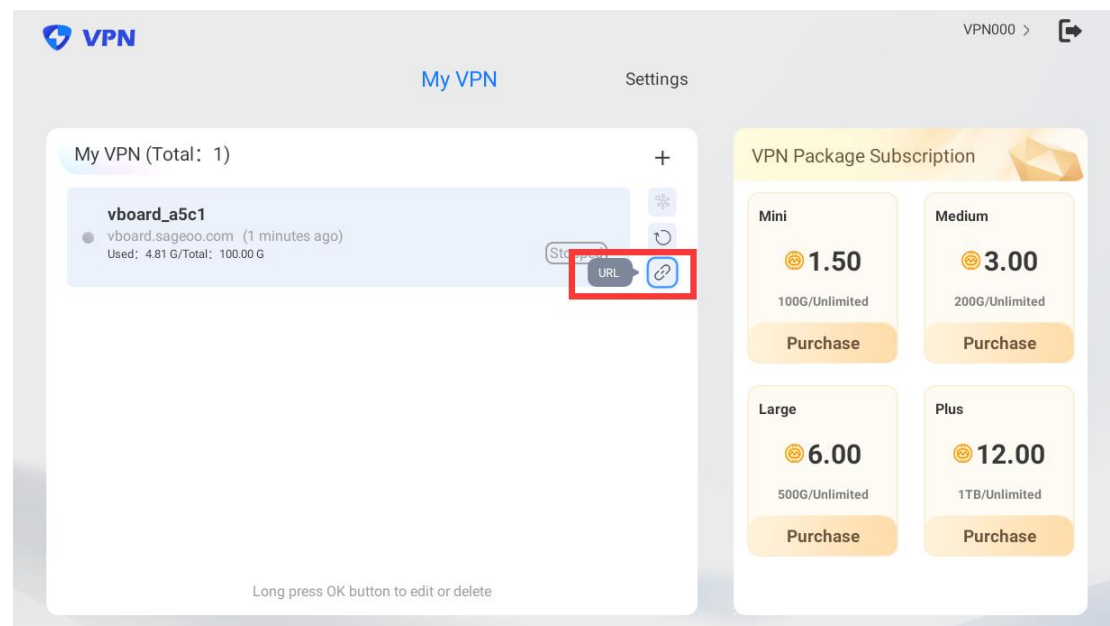 VPN
VPN000 >
My VPN
Settings
My VPN (Total： 1)
+
vboard_a5c1
vboard.sageoo.com (1 minutes ago)
Used： 4.81 G/Total： 100.00 G
Stopped
URL
Long press OK button to edit or delete
VPN Package Subscription
Mini
1.50
100G/Unlimited
Purchase
Medium
3.00
200G/Unlimited
Purchase
Large
6.00
500G/Unlimited
Purchase
Plus
12.00
1TB/Unlimited
Purchase